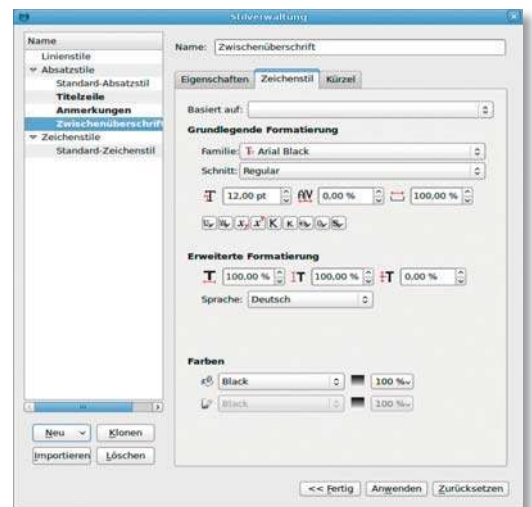 Stilverwaltung
Name
Linienstile
Absatzstile
Standard-Absatzstil
Titelzeile
Anmerkungen
Zwischenüberschrift
Zeichenstile
Standard-Zeichenstil
Neu
Klonen
Importieren
Löschen
Name: Zwischenüberschrift
Eigenschaften Zeichenstil Kürzel
Basiert auf:
Grundlegende Formatierung
Familie: Arial Black
Schnitt: Regular
12,00 pt 0,00 % 100,00 %
Erweiterte Formatierung
100,00 % 100,00 % 0,00 %
Sprache: Deutsch
Farben
Black 100 %
Black 100 %
<< Fertig Anwenden Zurücksetzen